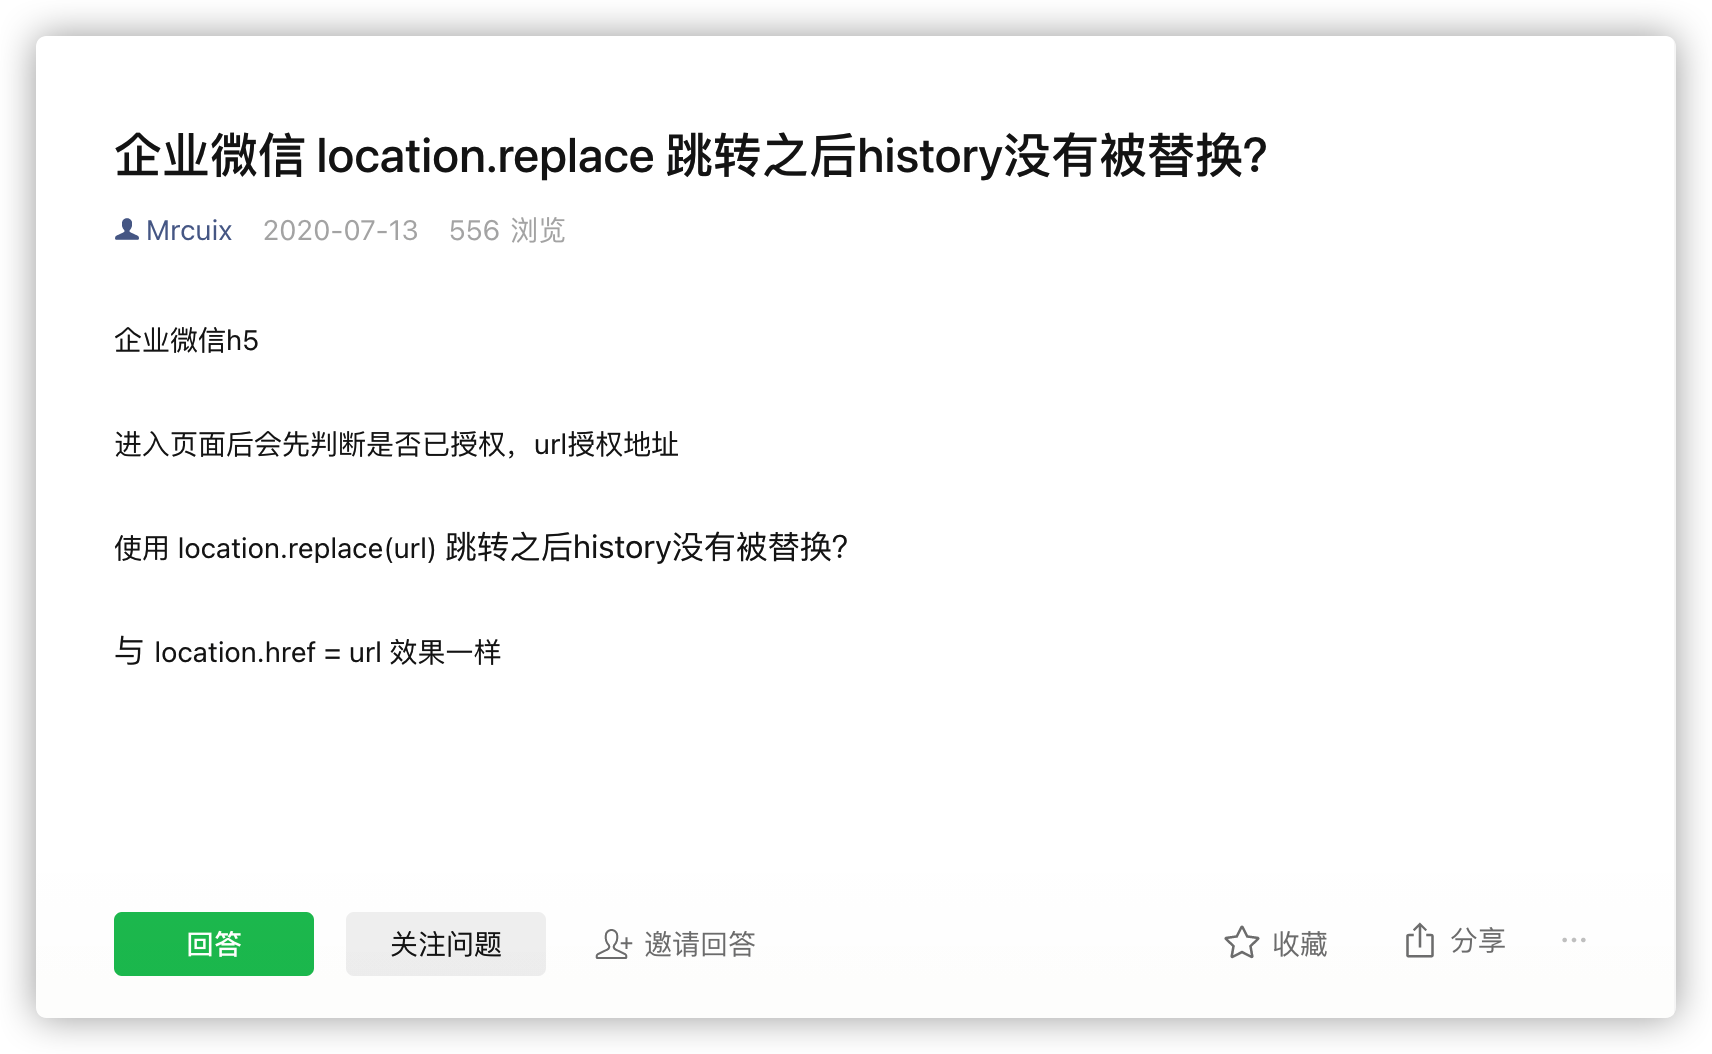 企业微信 location.replace 跳转之后history没有被替换?
Mrcuix 2020-07-13 556 浏览
企业微信h5
进入页面后会先判断是否已授权，url授权地址
使用 location.replace(url) 跳转之后history没有被替换?
与 location.href = url 效果一样
回答 关注问题 邀请回答 收藏 分享 ···